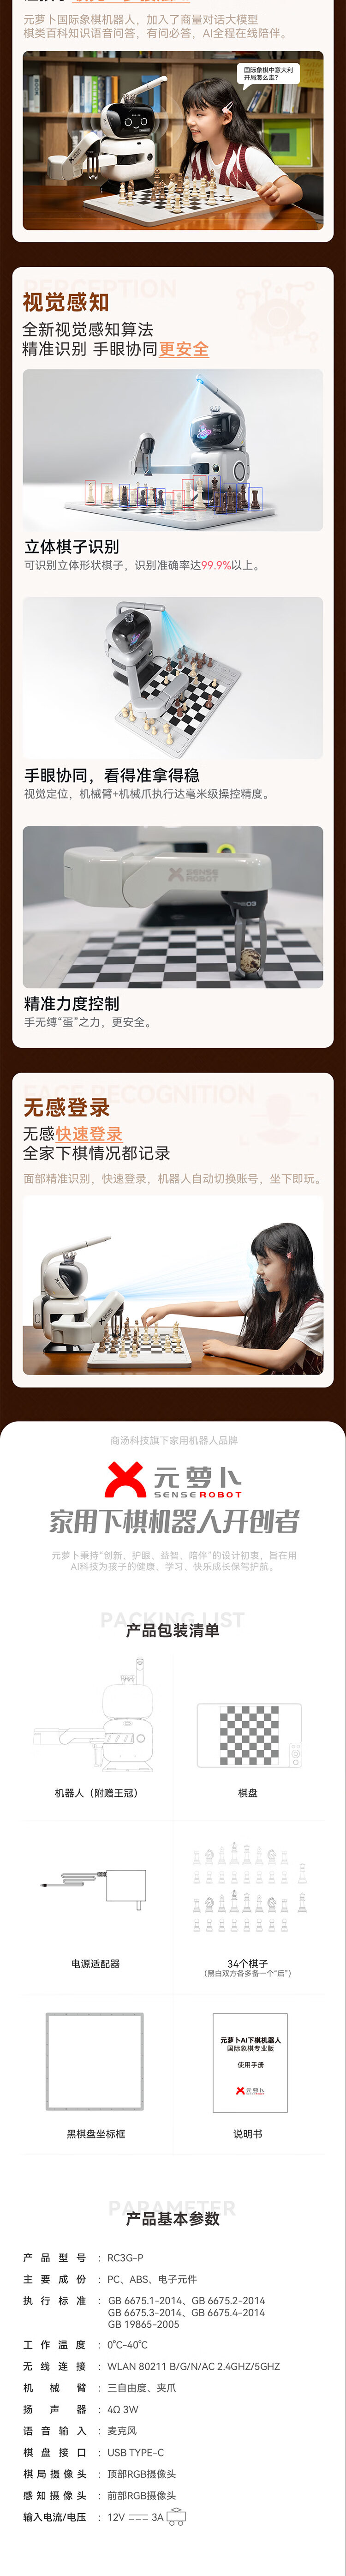 元萝卜国际象棋机器人，加入了商量对话大模型
棋类百科知识语音问答，有问必答，AI全程在线陪伴。
国际象棋中意大利
开局怎么走?
PERCEPTION
视觉感知
全新视觉感知算法
精准识别 手眼协同更安全
立体棋子识别
可识别立体形状棋子，识别准确率达99.9%以上。
手眼协同，看得准拿得稳
视觉定位，机械臂+机械爪执行达毫米级操控精度。
SENSE
ROBOT
03
精准力度控制
手无缚“蛋”之力，更安全。
FACE RECOGNITION
无感登录
无感快速登录
全家下棋情况都记录
面部精准识别，快速登录，机器人自动切换账号，坐下即玩。
商汤科技旗下家用机器人品牌
元萝卜
SENSEROBOT
家用下棋机器人开创者
元萝卜秉持“创新、护眼、益智、陪伴”的设计初衷，旨在用
AI科技为孩子的健康、学习、快乐成长保驾护航。
PACKING LIST
产品包装清单
机器人（附赠王冠）
棋盘
电源适配器
34个棋子
（黑白双方各多备一个“后”）
元萝卜AI下棋机器人
国际象棋专业版
使用手册
元萝卜
黑棋盘坐标框
说明书
PARAMETER
产品基本参数
产品型号：RC3G-P
主要成份：PC、ABS、电子元件
执行标准：GB 6675.1-2014、GB 6675.2-2014
GB 6675.3-2014、GB 6675.4-2014
GB 19865-2005
工作温度：0℃-40℃
无线连接：WLAN 80211 B/G/N/AC 2.4GHZ/5GHZ
机械臂：三自由度、夹爪
扬声器：4Ω 3W
语音输入：麦克风
棋盘接口：USB TYPE-C
棋局摄像头：顶部RGB摄像头
感知摄像头：前部RGB摄像头
输入电流/电压：12V ⎓ 3A